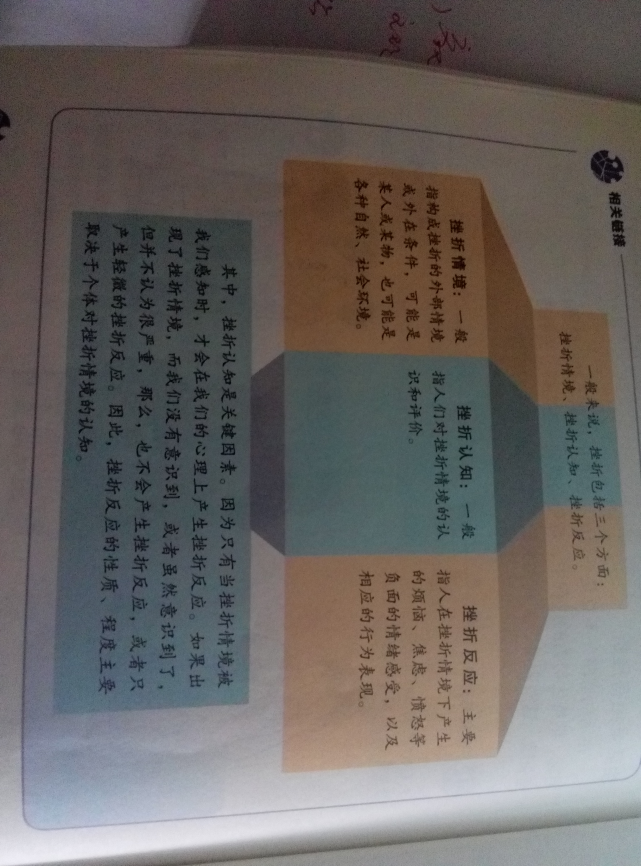 相关链接
一般来说，挫折包括三个方面：
挫折情境、挫折认知、挫折反应。
挫折情境：一般
指构成挫折的外部情境
或外在条件，可能是
某人或某物，也可能是
各种自然、社会环境。
挫折认知：一般
指人们对挫折情境的认
识和评价。
挫折反应：主要
指人在挫折情境下产生
的烦恼、焦虑、愤怒等
负面的情绪感受，以及
相应的行为表现。
其中，挫折认知是关键因素。因为只有当挫折情境被
我们感知时，才会在我们的心理上产生挫折反应。如果出
现了挫折情境，而我们没有意识到，或者虽然意识到了，
但并不认为很严重，那么，也不会产生挫折反应，或者只
产生轻微的挫折反应。因此，挫折反应的性质、程度主要
取决于个体对挫折情境的认知。